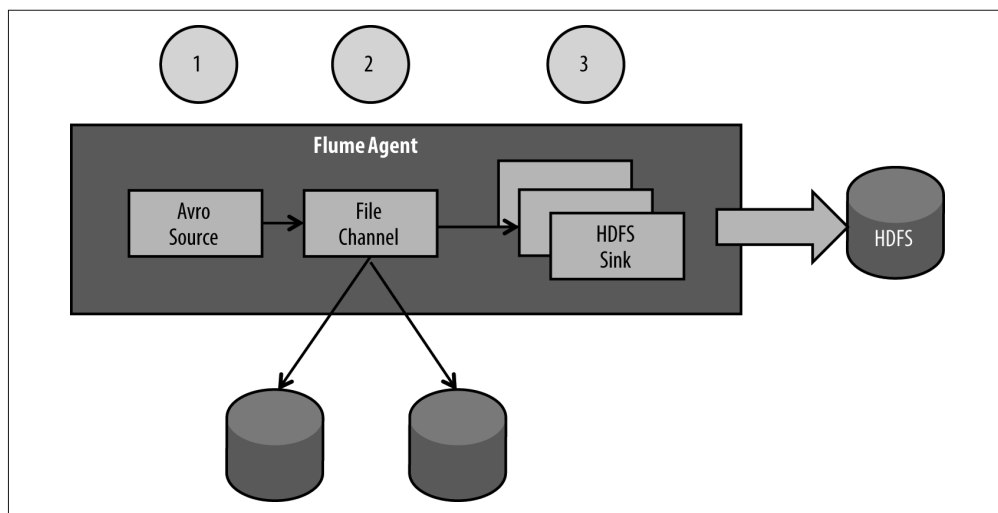 1
2
3
Flume Agent
Avro
Source
File
Channel
HDFS
Sink
HDFS